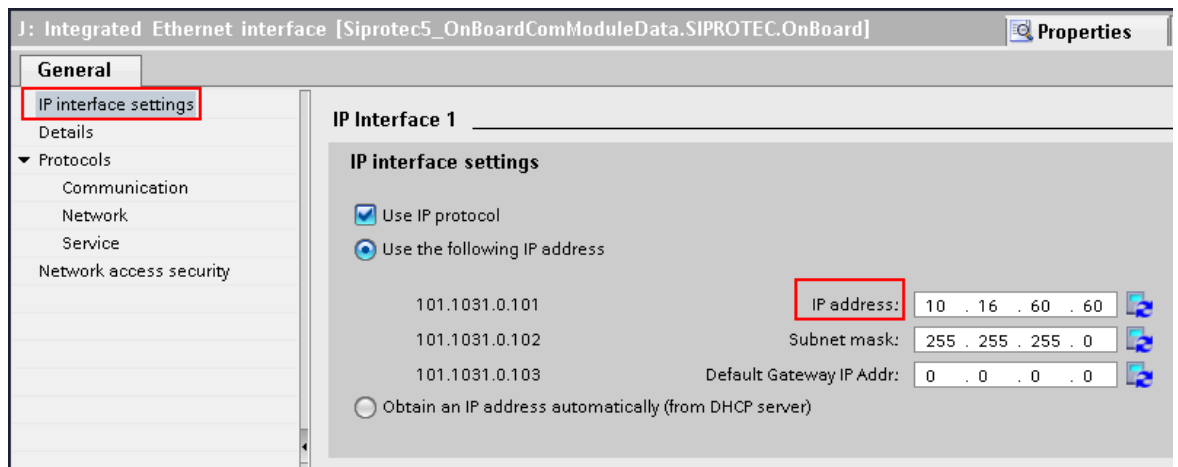 J: Integrated Ethernet interface [Siprotec5_OnBoardComModuleData.SIPROTEC.OnBoard]
Properties
General
IP interface settings
Details
Protocols
Communication
Network
Service
Network access security
IP Interface 1
IP interface settings
Use IP protocol
Use the following IP address
101.1031.0.101 IP address: 10 . 16 . 60 . 60
101.1031.0.102 Subnet mask: 255 . 255 . 255 . 0
101.1031.0.103 Default Gateway IP Addr: 0 . 0 . 0 . 0
Obtain an IP address automatically (from DHCP server)